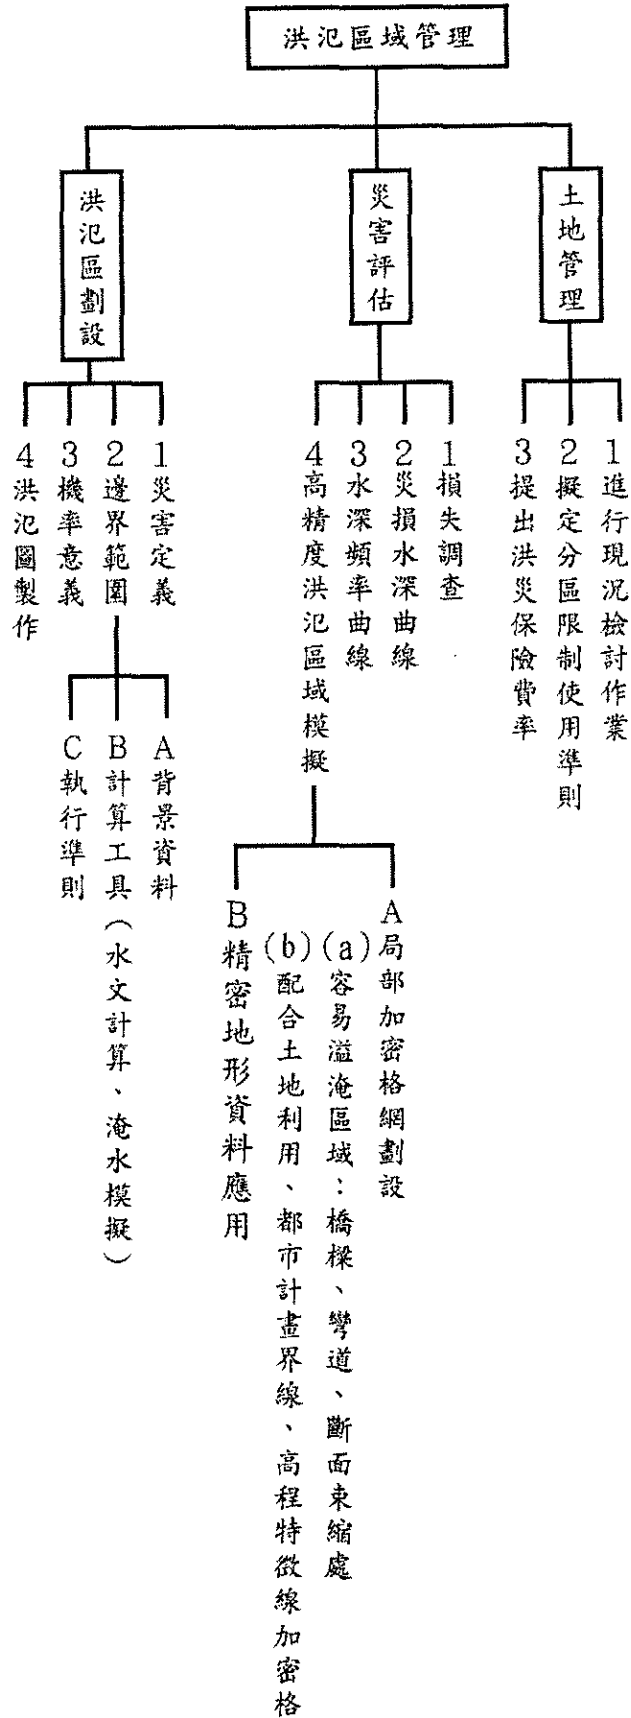 洪氾區域管理
洪氾區劃設
災害評估
土地管理
1災害定義
2邊界範圍
3機率意義
4洪氾圖製作
1損失調查
2災損水深曲線
3水深頻率曲線
4高精度洪氾區域模擬
1進行現況檢討作業
2擬定分區限制使用準則
3提出洪災保險費率
A背景資料
B計算工具(水文計算、淹水模擬)
C執行準則
A局部加密格網劃設
(a)容易溢淹區域:橋樑、彎道、斷面束縮處
(b)配合土地利用、都市計畫界線、高程特徵線加密格
B精密地形資料應用